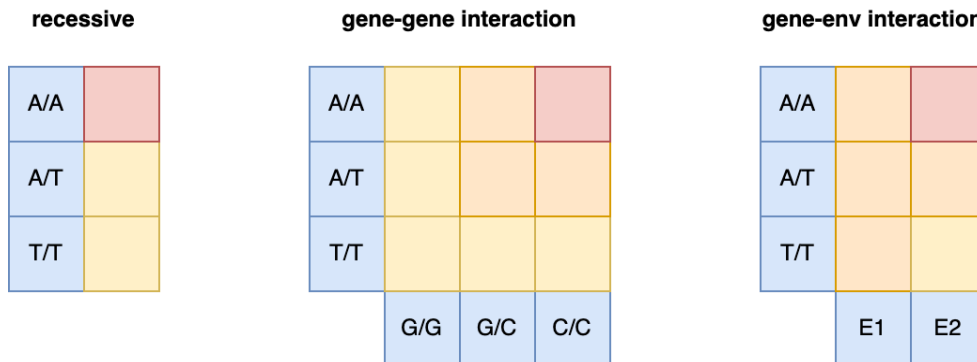 recessive
A/A
A/T
T/T
gene-gene interaction
A/A
A/T
T/T
G/G G/C C/C
gene-env interaction
A/A
A/T
T/T
E1 E2